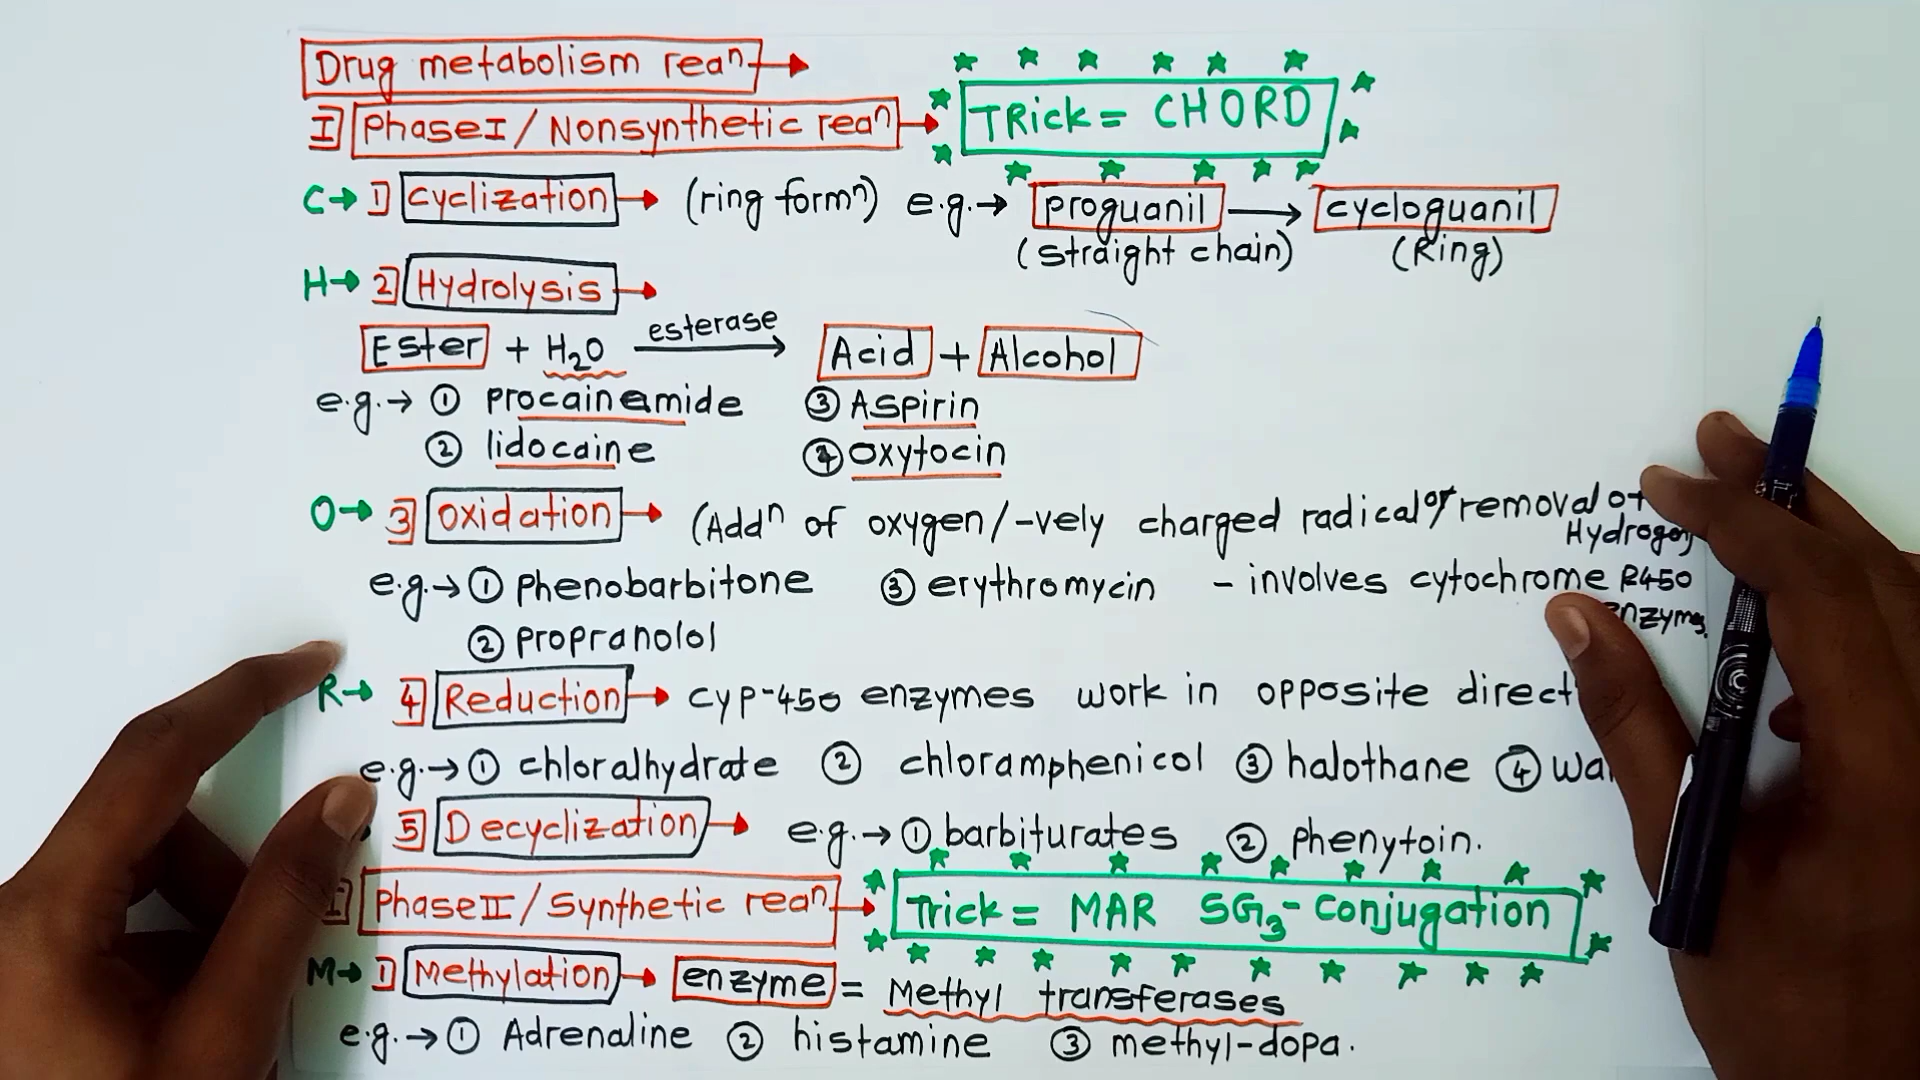 Drug metabolism reaⁿ
I] Phase I / Nonsynthetic reaⁿ
TRick = CHORD
C→ 1] cyclization → (ring formⁿ) e.g.→ proguanil → cycloguanil
(straight chain) (Ring)
H→ 2] Hydrolysis →
Ester + H₂O esterase → Acid + Alcohol
e.g.→ ① procainamide ③ Aspirin
② lidocaine ④ oxytocin
O→ 3] oxidation → (Addⁿ of oxygen/-vely charged radical or removal of
Hydrogen
e.g.→ ① phenobarbitone ③ erythromycin - involves cytochrome P450
enzymes.
② propranolol
R→ 4] Reduction → cyp-450 enzymes work in opposite direct
e.g.→ ① chloralhydrate ② chloramphenicol ③ halothane ④
5] Decyclization → e.g.→ ① barbiturates ② phenytoin.
Phase II / Synthetic reaⁿ →
Trick = MAR SG₃-conjugation
M→ 1] Methylation → enzyme = Methyl transferases
e.g.→ ① Adrenaline ② histamine ③ methyl-dopa.